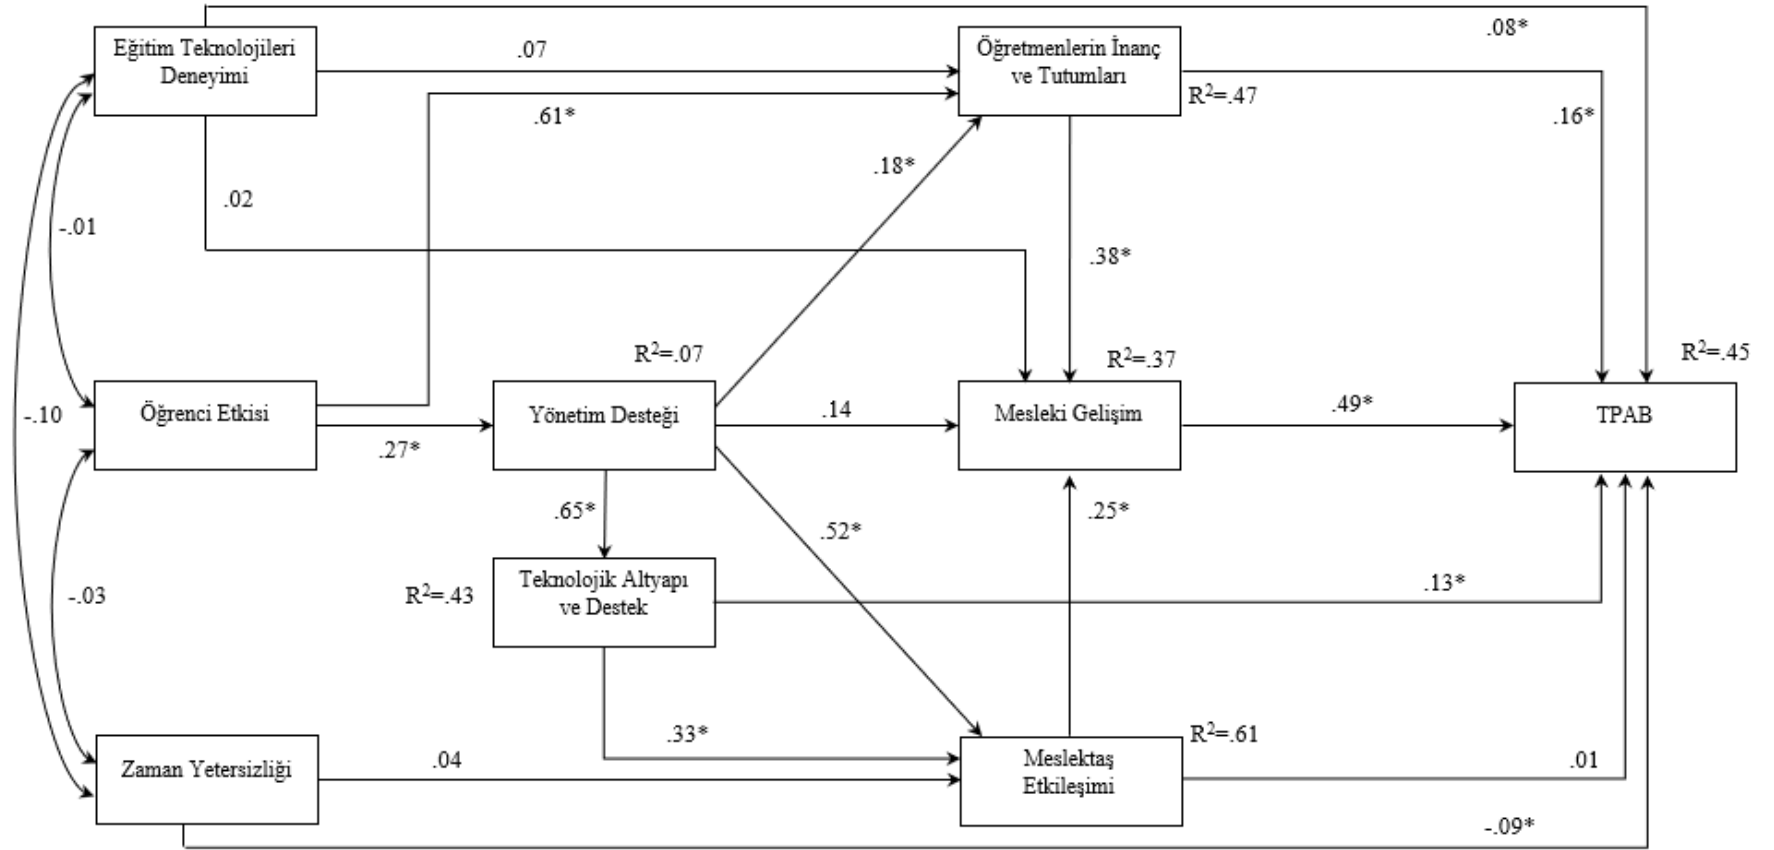 .08*
Eğitim Teknolojileri
Deneyimi
.07
Öğretmenlerin İnanç
ve Tutumları
R²=.47
.61*
.16*
.18*
.02
-.01
.38*
R²=.07
R²=.37
R²=.45
-.10
Öğrenci Etkisi
.27*
Yönetim Desteği
.14
Mesleki Gelişim
.49*
TPAB
.65*
.52*
.25*
-.03
R²=.43
Teknolojik Altyapı
ve Destek
.13*
.33*
R²=.61
Zaman Yetersizliği
.04
Meslektaş
Etkileşimi
.01
-.09*